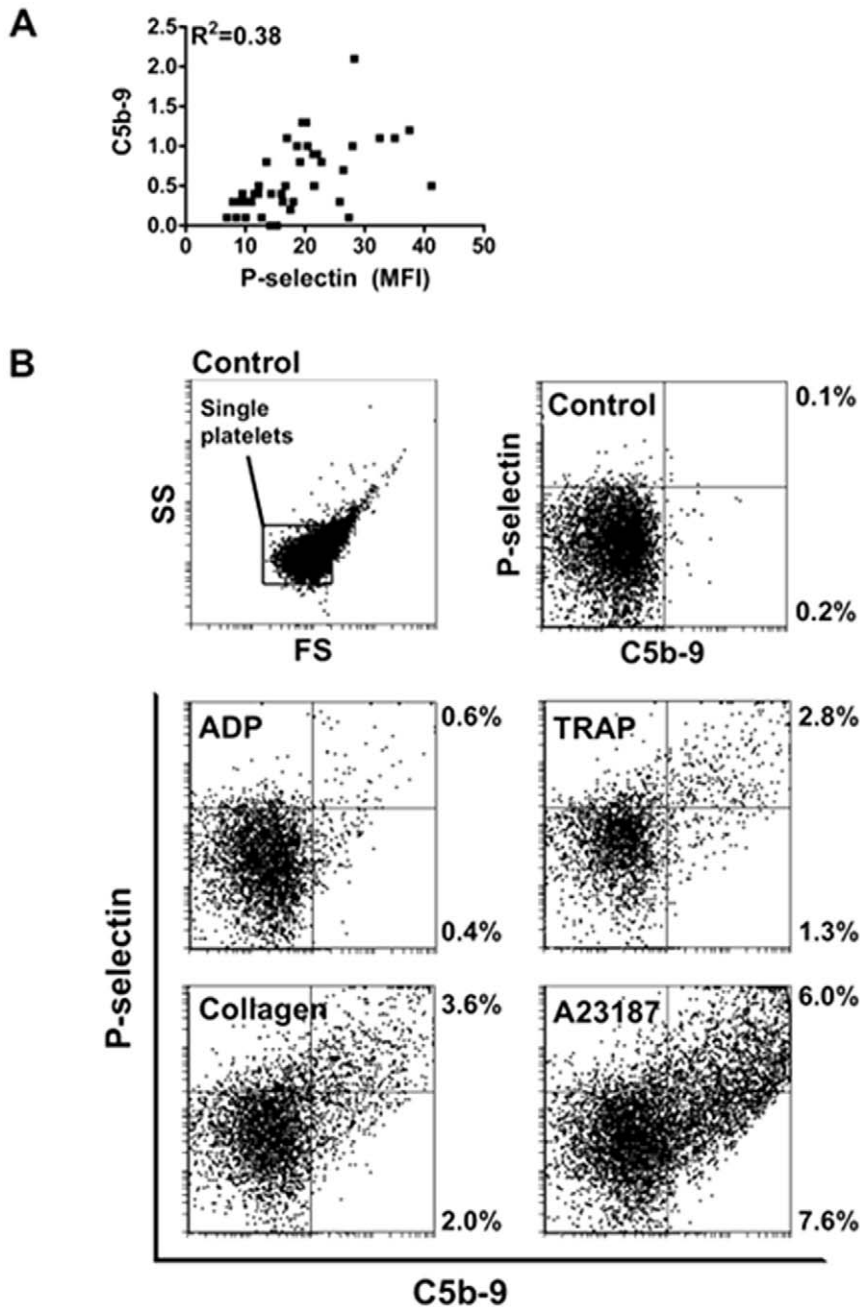 A
R²=0.38
C5b-9
2.5
2.0
1.5
1.0
0.5
0.0
0 10 20 30 40 50
P-selectin (MFI)
B
Control
Single
platelets
SS
FS
Control
P-selectin
C5b-9
0.1%
0.2%
ADP
0.6%
0.4%
TRAP
2.8%
1.3%
P-selectin
Collagen
3.6%
2.0%
A23187
6.0%
7.6%
C5b-9